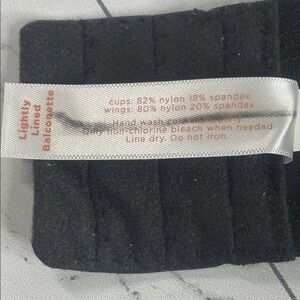 Lightly
Lined
Balconette
cups: 82% nylon 18% spandex
wings: 80% nylon 20% spandex
Hand wash cold
Only non-chlorine bleach when needed
Line dry. Do not iron.